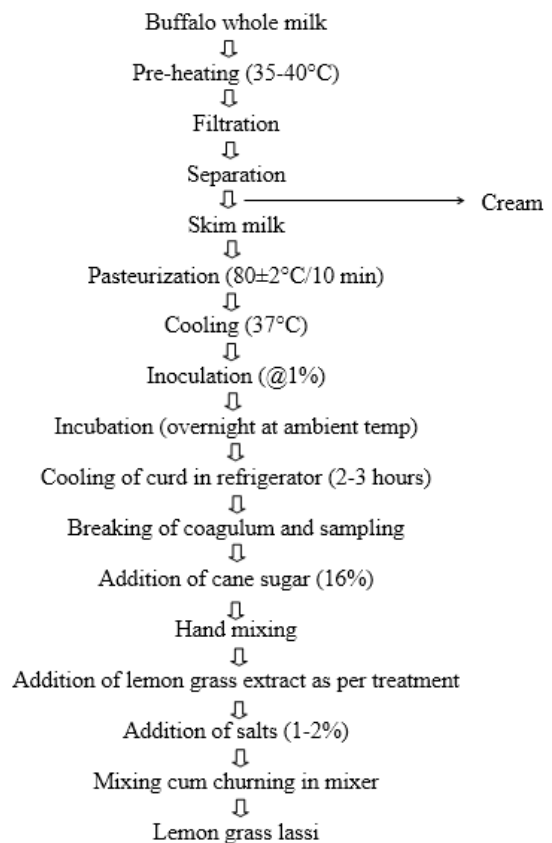 Buffalo whole milk
Pre-heating (35-40°C)
Filtration
Separation
Cream
Skim milk
Pasteurization (80±2°C/10 min)
Cooling (37°C)
Inoculation (@1%)
Incubation (overnight at ambient temp)
Cooling of curd in refrigerator (2-3 hours)
Breaking of coagulum and sampling
Addition of cane sugar (16%)
Hand mixing
Addition of lemon grass extract as per treatment
Addition of salts (1-2%)
Mixing cum churning in mixer
Lemon grass lassi